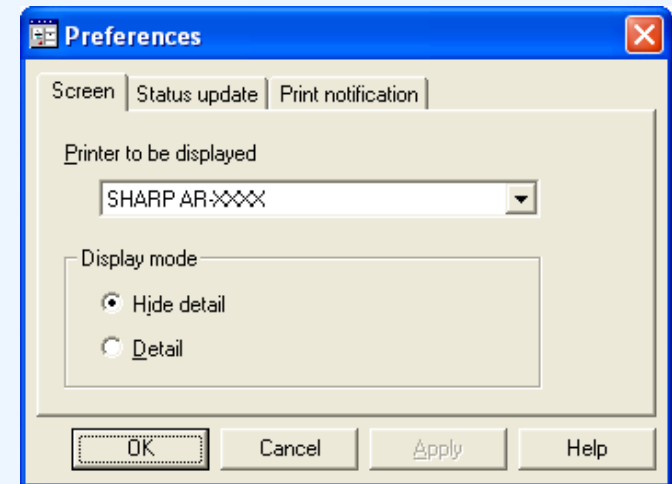 Preferences
Screen Status update Print notification
Printer to be displayed
SHARP AR-XXXX
Display mode
Hide detail
Detail
OK Cancel Apply Help